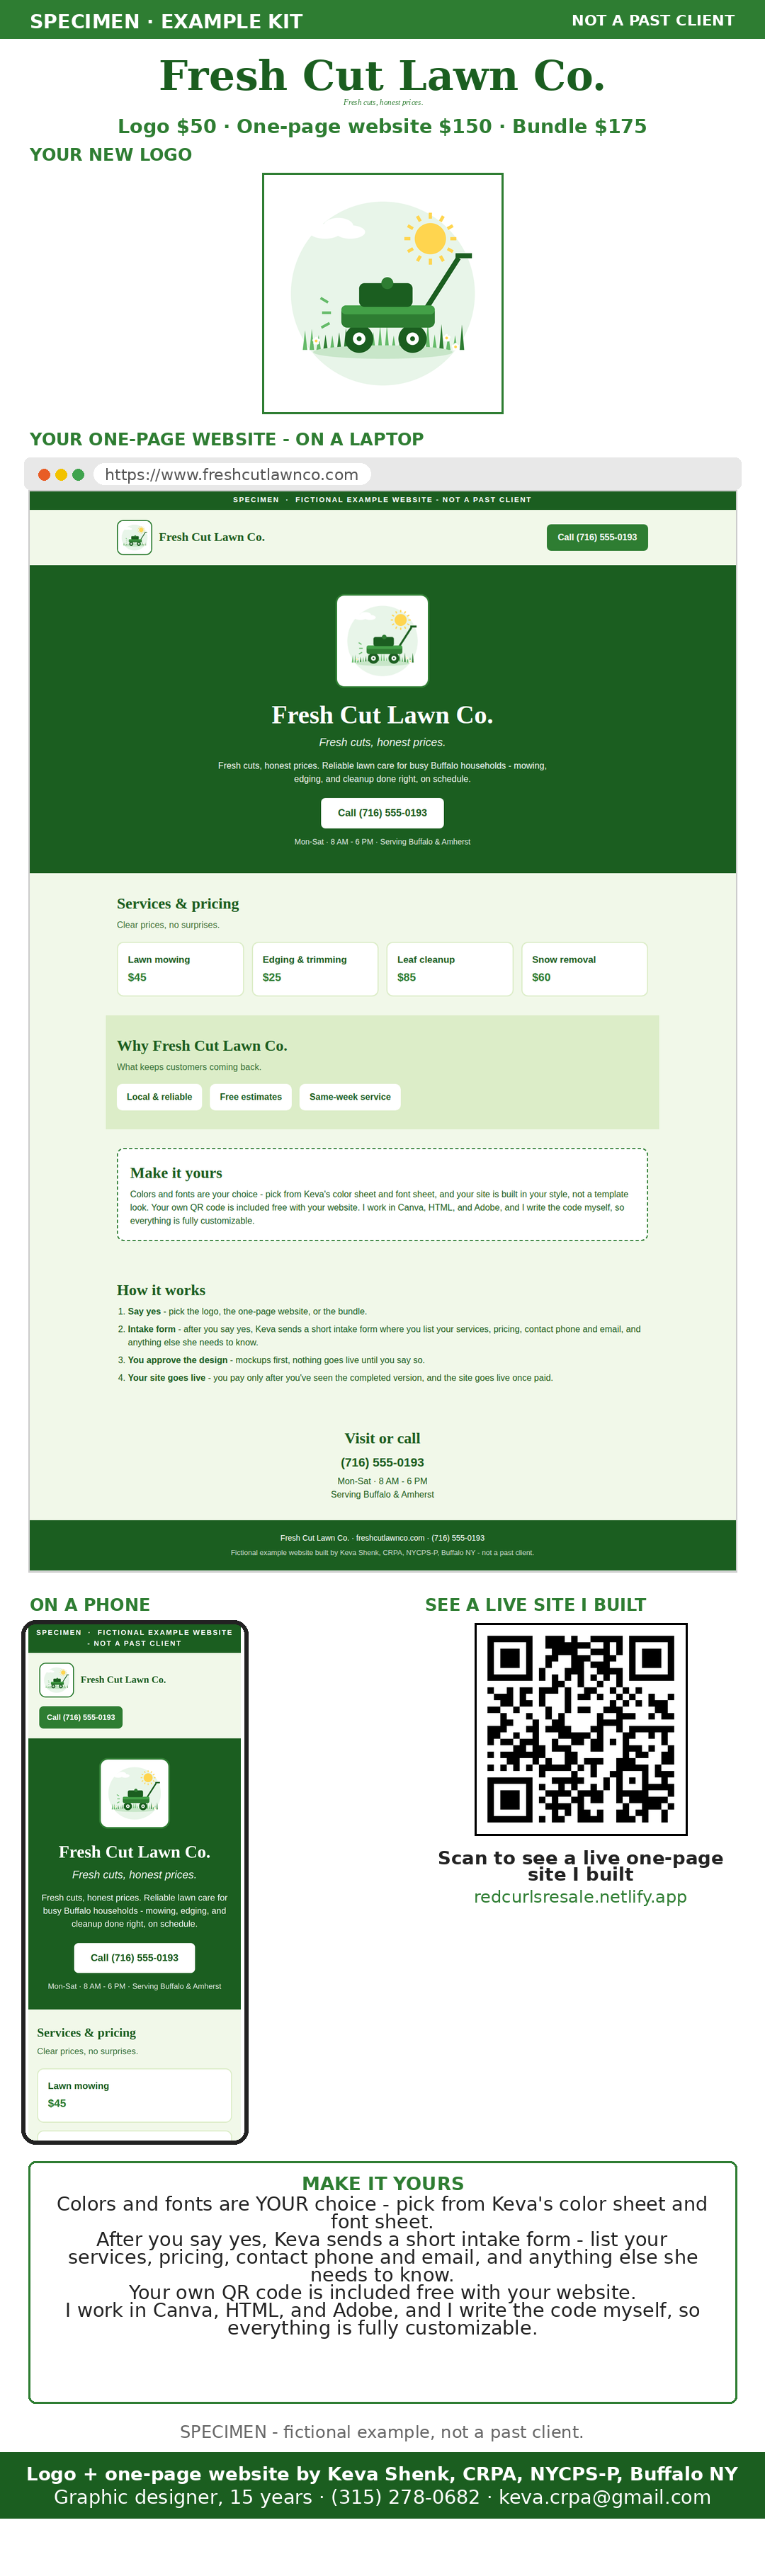 SPECIMEN · EXAMPLE KIT
NOT A PAST CLIENT
Fresh Cut Lawn Co.
Fresh cuts, honest prices.
Logo $50 · One-page website $150 · Bundle $175
YOUR NEW LOGO
YOUR ONE-PAGE WEBSITE - ON A LAPTOP
https://www.freshcutlawnco.com
SPECIMEN · FICTIONAL EXAMPLE WEBSITE - NOT A PAST CLIENT
Fresh Cut Lawn Co.
Call (716) 555-0193
Fresh Cut Lawn Co.
Fresh cuts, honest prices.
Fresh cuts, honest prices. Reliable lawn care for busy Buffalo households - mowing,
edging, and cleanup done right, on schedule.
Call (716) 555-0193
Mon-Sat · 8 AM - 6 PM · Serving Buffalo & Amherst
Services & pricing
Clear prices, no surprises.
Lawn mowing
$45
Edging & trimming
$25
Leaf cleanup
$85
Snow removal
$60
Why Fresh Cut Lawn Co.
What keeps customers coming back.
Local & reliable
Free estimates
Same-week service
Make it yours
Colors and fonts are your choice - pick from Keva's color sheet and font sheet, and your site is built in your style, not a template
look. Your own QR code is included free with your website. I work in Canva, HTML, and Adobe, and I write the code myself, so
everything is fully customizable.
How it works
1. Say yes - pick the logo, the one-page website, or the bundle.
2. Intake form - after you say yes, Keva sends a short intake form where you list your services, pricing, contact phone and email, and
anything else she needs to know.
3. You approve the design - mockups first, nothing goes live until you say so.
4. Your site goes live - you pay only after you've seen the completed version, and the site goes live once paid.
Visit or call
(716) 555-0193
Mon-Sat · 8 AM - 6 PM
Serving Buffalo & Amherst
Fresh Cut Lawn Co. · freshcutlawnco.com · (716) 555-0193
Fictional example website built by Keva Shenk, CRPA, NYCPS-P, Buffalo NY - not a past client.
ON A PHONE
SPECIMEN · FICTIONAL EXAMPLE WEBSITE
- NOT A PAST CLIENT
Fresh Cut Lawn Co.
Call (716) 555-0193
Fresh Cut Lawn Co.
Fresh cuts, honest prices.
Fresh cuts, honest prices. Reliable lawn care for
busy Buffalo households - mowing, edging, and
cleanup done right, on schedule.
Call (716) 555-0193
Mon-Sat · 8 AM - 6 PM · Serving Buffalo & Amherst
Services & pricing
Clear prices, no surprises.
Lawn mowing
$45
SEE A LIVE SITE I BUILT
Scan to see a live one-page
site I built
redcurlsresale.netlify.app
MAKE IT YOURS
Colors and fonts are YOUR choice - pick from Keva's color sheet and
font sheet.
After you say yes, Keva sends a short intake form - list your
services, pricing, contact phone and email, and anything else she
needs to know.
Your own QR code is included free with your website.
I work in Canva, HTML, and Adobe, and I write the code myself, so
everything is fully customizable.
SPECIMEN - fictional example, not a past client.
Logo + one-page website by Keva Shenk, CRPA, NYCPS-P, Buffalo NY
Graphic designer, 15 years · (315) 278-0682 · keva.crpa@gmail.com